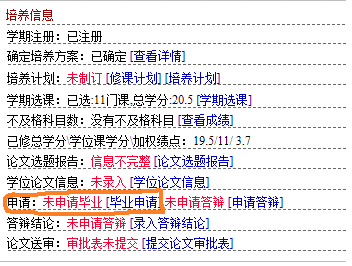 培养信息
学期注册：已注册
确定培养方案：已确定 [查看详情]
培养计划：未制订 [修课计划] [培养计划]
学期选课：已选:11门课,总学分:20.5 [学期选课]
不及格科目数：没有不及格科目 [查看成绩]
已修总学分\学位课学分\加权绩点：19.5/11/ 3.7
论文选题报告：信息不完整 [论文选题报告]
学位论文信息：未录入 [学位论文信息]
申请：未申请毕业 [毕业申请] 未申请答辩 [申请答辩]
答辩结论：未申请答辩 [录入答辩结论]
论文送审：审批表未提交 [提交论文审批表]